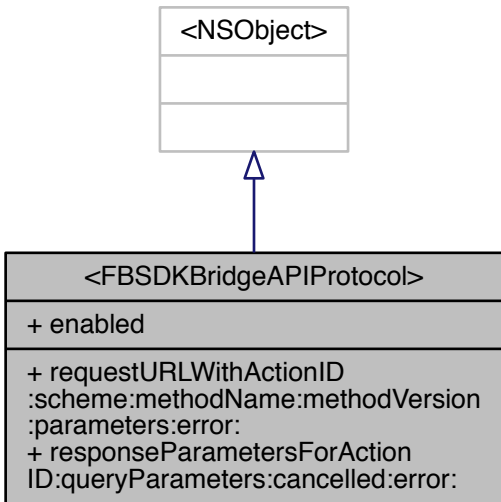 <NSObject>
<FBSDKBridgeAPIProtocol>
+ enabled
+ requestURLWithActionID
:scheme:methodName:methodVersion
:parameters:error:
+ responseParametersForAction
ID:queryParameters:cancelled:error: